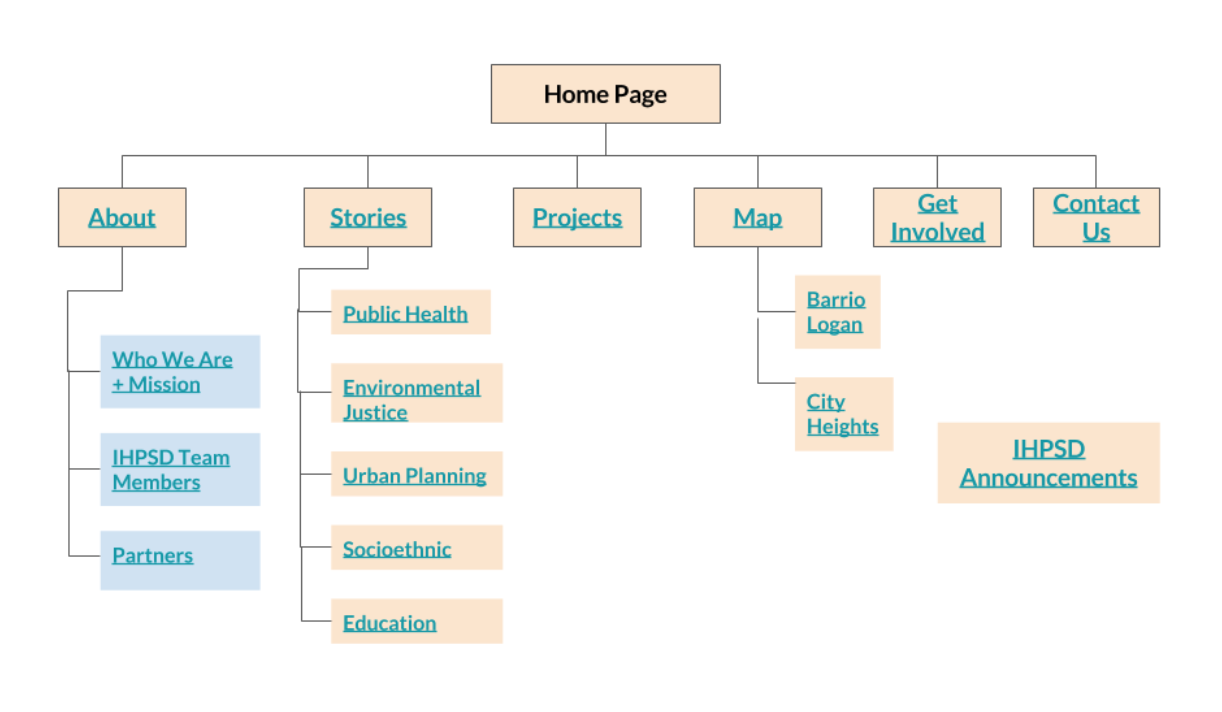 Home Page
About
Stories
Projects
Map
Get
Involved
Contact
Us
Who We Are
+ Mission
IHPSD Team
Members
Partners
Public Health
Environmental
Justice
Urban Planning
Socioethnic
Education
Barrio
Logan
City
Heights
IHPSD
Announcements